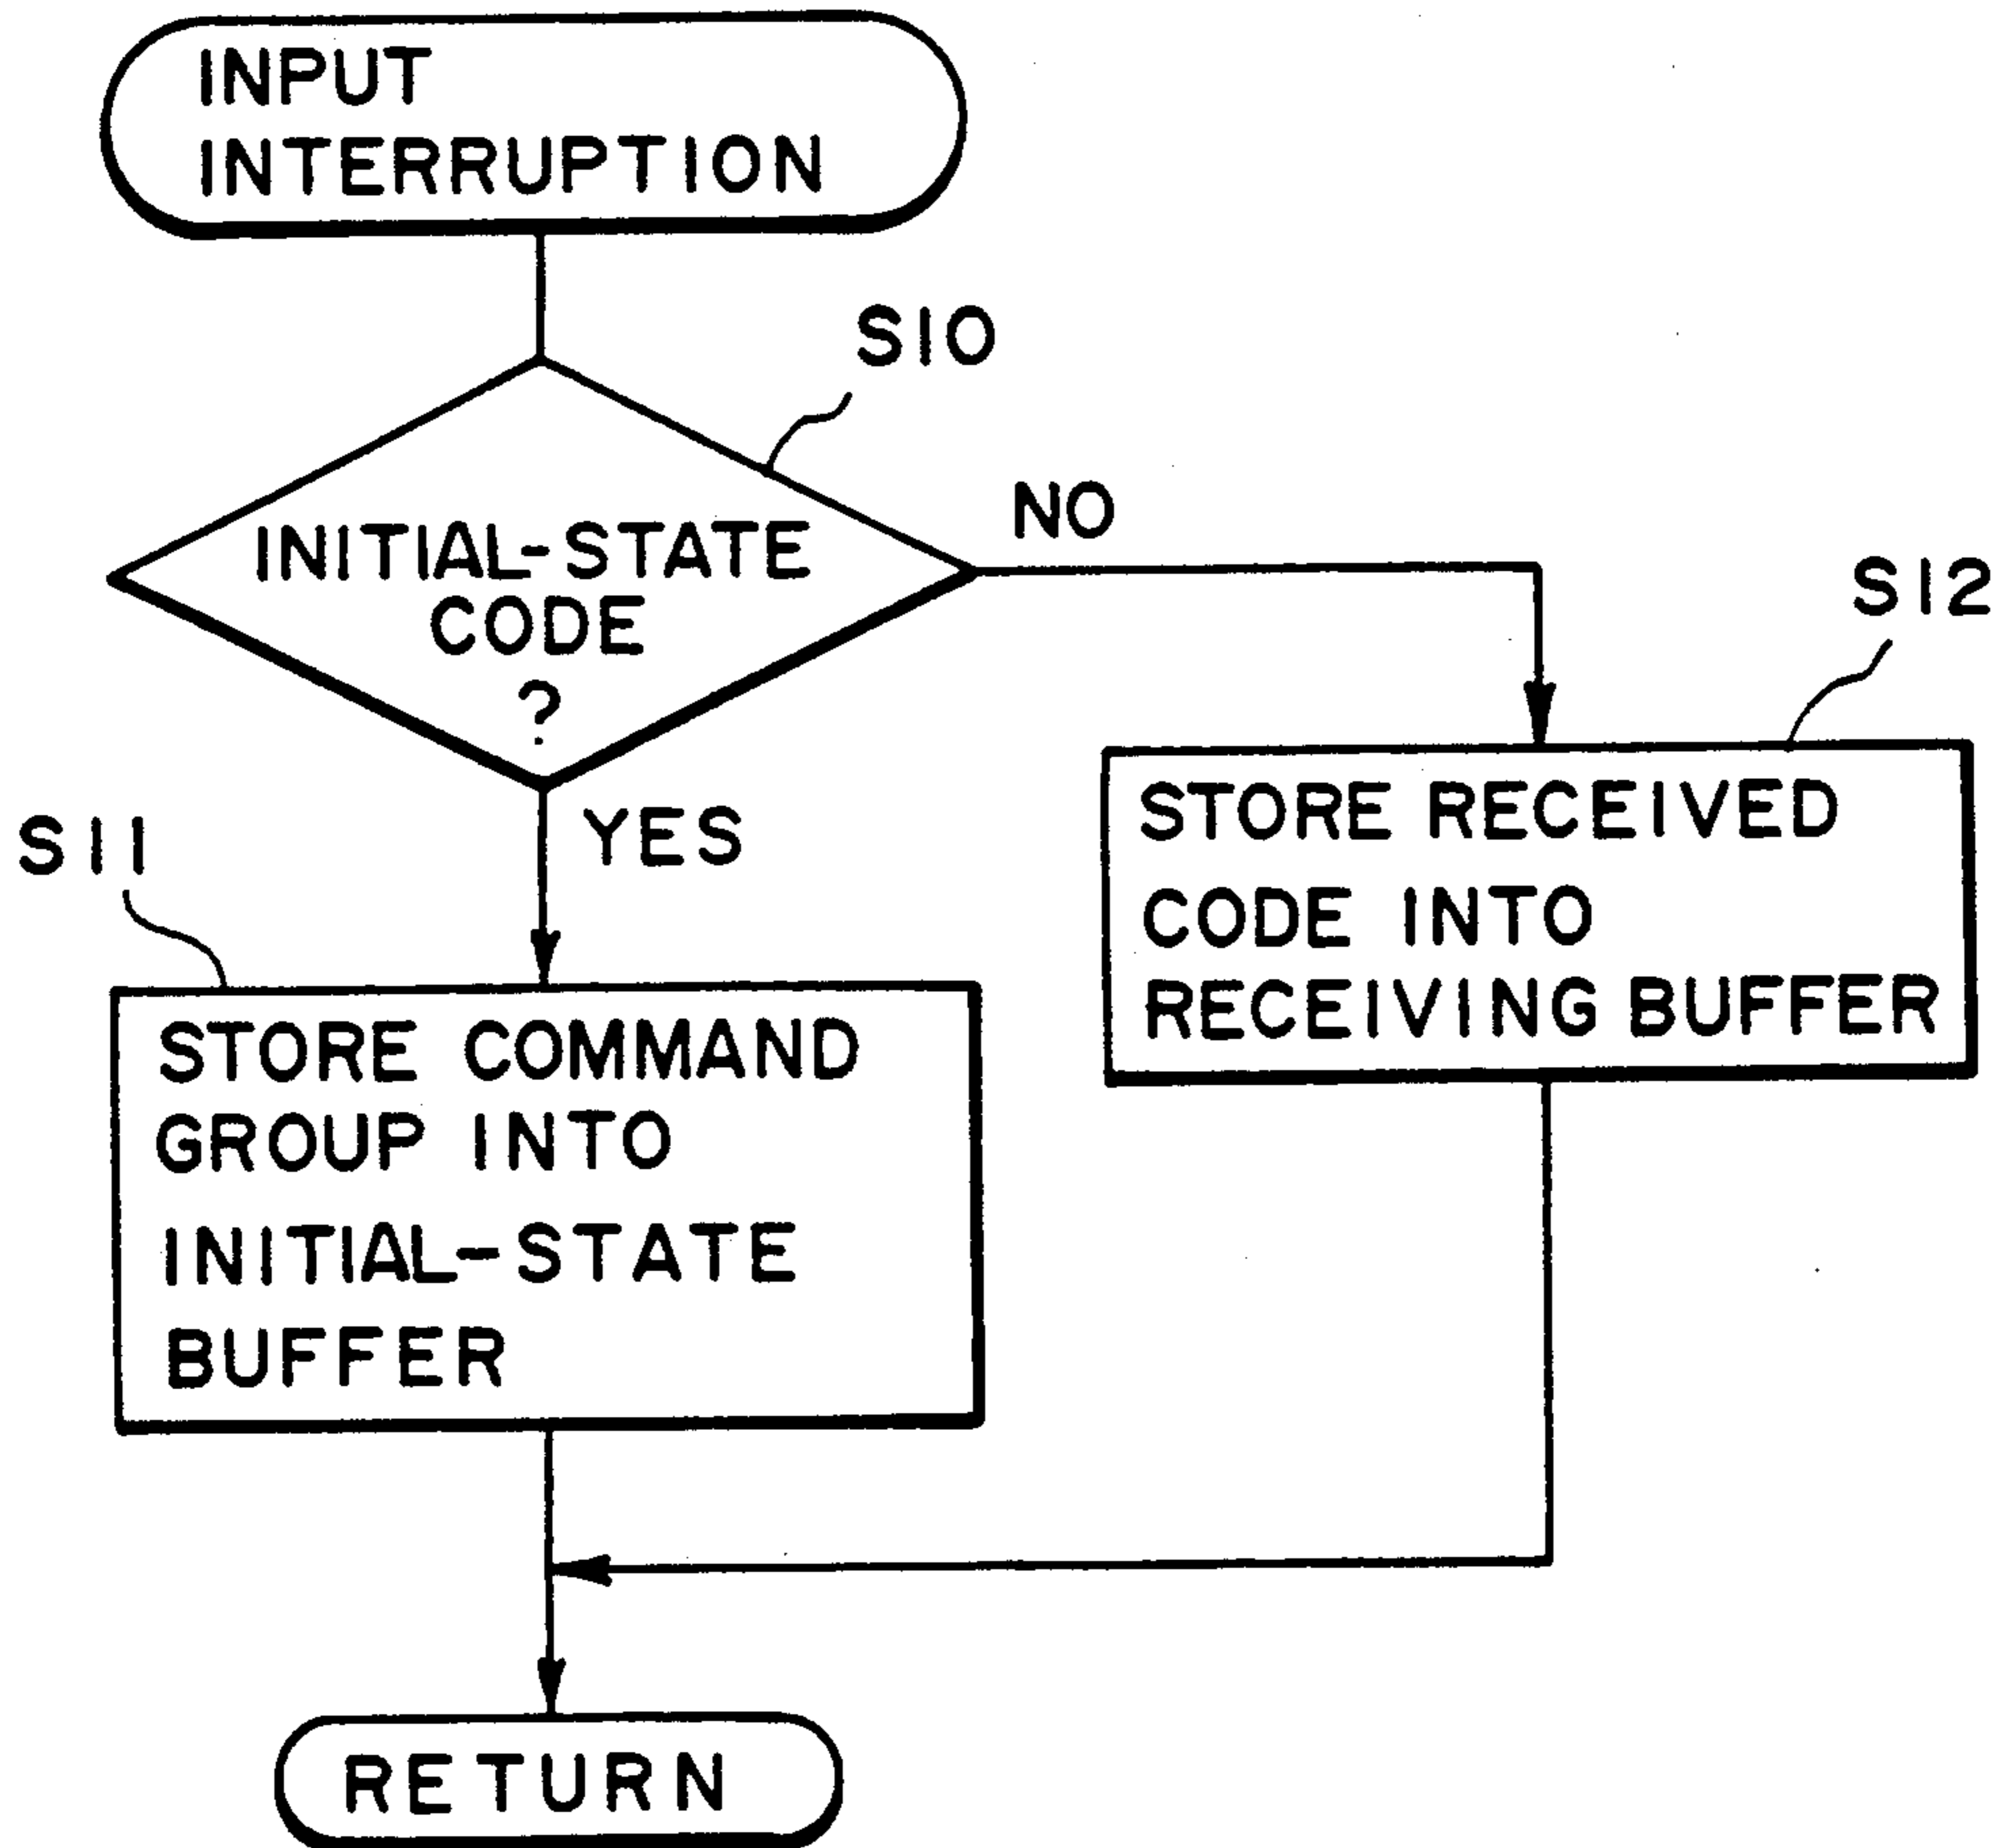 INPUT
INTERRUPTION
S10
INITIAL-STATE
CODE
?
NO
YES
S12
STORE RECEIVED
CODE INTO
RECEIVING BUFFER
S11
STORE COMMAND
GROUP INTO
INITIAL-STATE
BUFFER
RETURN